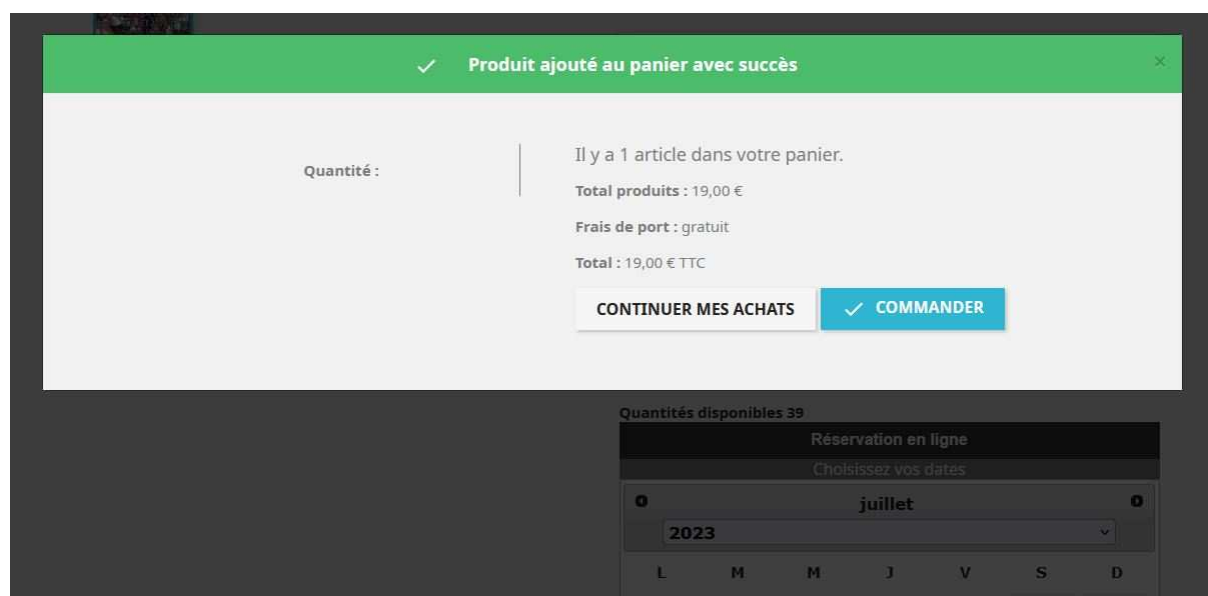 Produit ajouté au panier avec succès
×
Quantité :
Il y a 1 article dans votre panier.
Total produits : 19,00 €
Frais de port : gratuit
Total : 19,00 € TTC
CONTINUER MES ACHATS
COMMANDER
Quantités disponibles 39
Réservation en ligne
Choisissez vos dates
juillet
2023
L M M J V S D